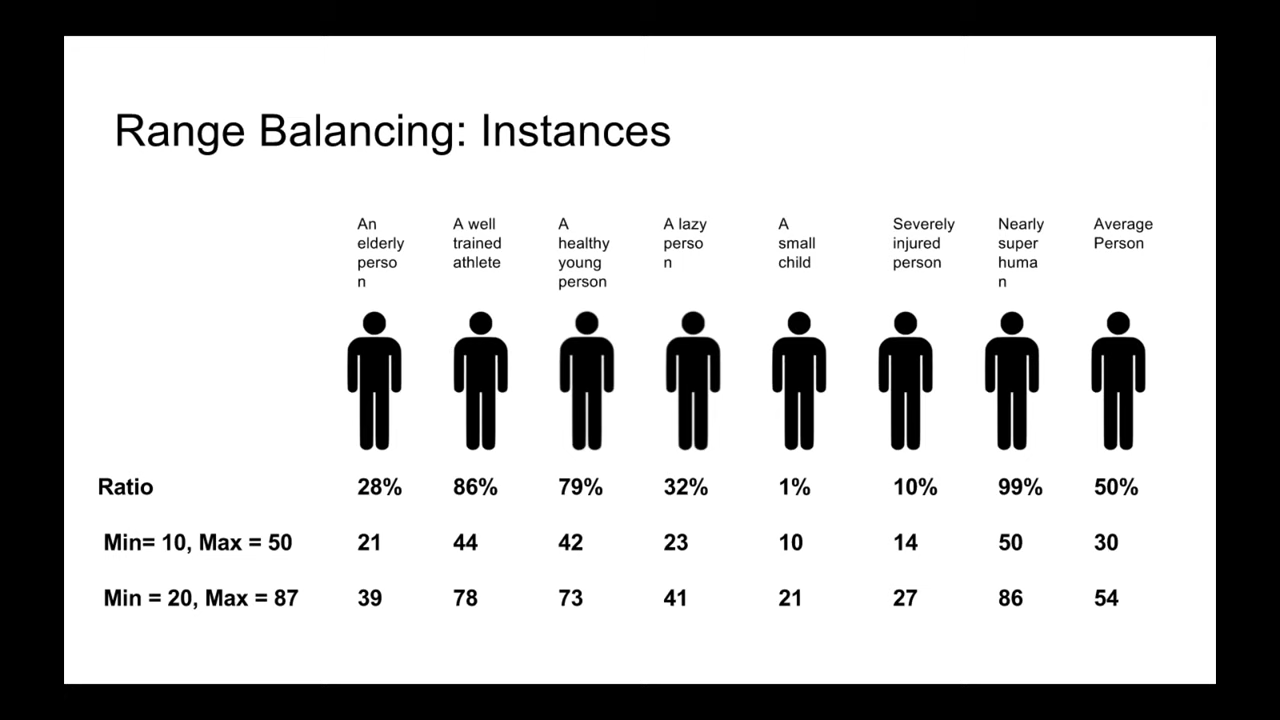 Range Balancing: Instances
An
elderly
perso
n
A well
trained
athlete
A
healthy
young
person
A lazy
perso
n
A
small
child
Severely
injured
person
Nearly
super
huma
n
Average
Person
Ratio 28% 86% 79% 32% 1% 10% 99% 50%
Min= 10, Max = 50 21 44 42 23 10 14 50 30
Min = 20, Max = 87 39 78 73 41 21 27 86 54